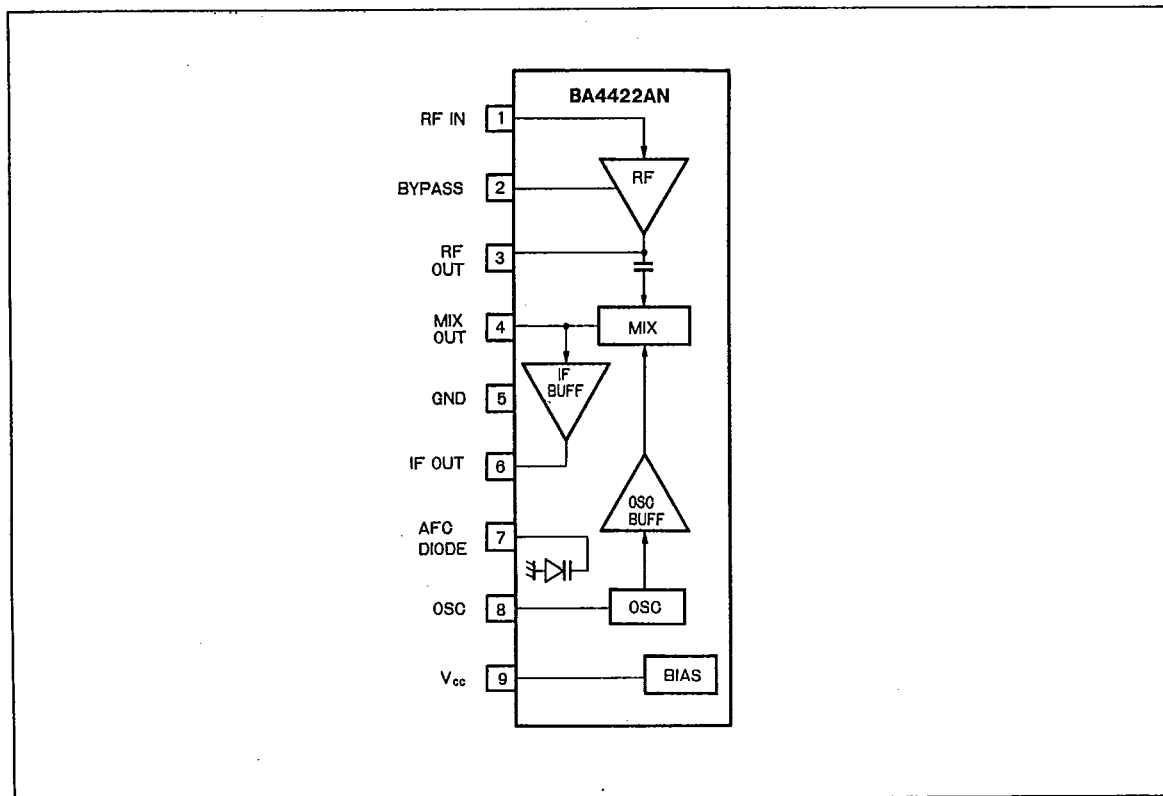 BA4422AN
RF IN 1
BYPASS 2
RF
OUT 3
MIX
OUT 4
GND 5
IF OUT 6
AFC
DIODE 7
OSC 8
Vcc 9
RF
MIX
IF
BUFF
OSC
BUFF
OSC
BIAS